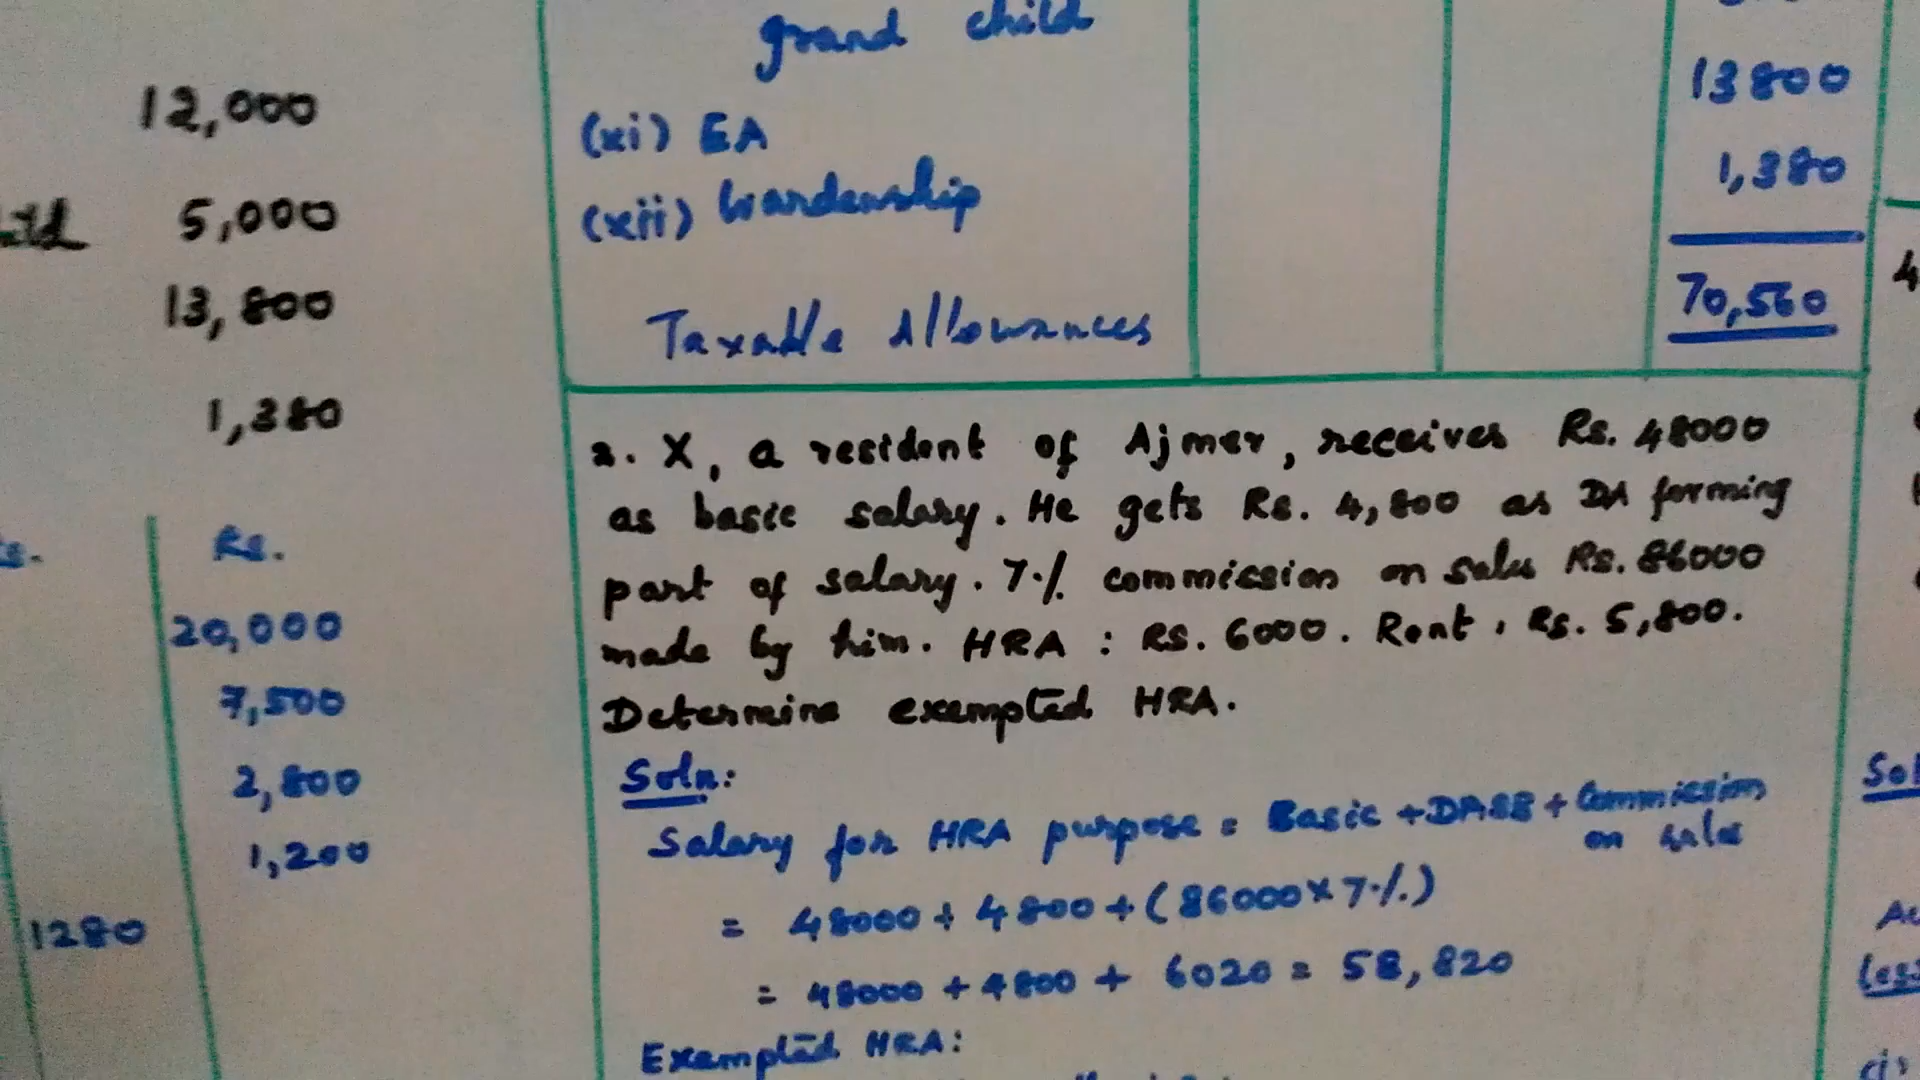 12,000
5,000
13,800
1,380
Rs.
20,000
7,500
2,800
1,200
1280
grand child
(xi) EA
13800
(xii) Wardenship
1,380
Taxable Allowances
70,560
2. X, a resident of Ajmer, receives Rs. 48000
as basic salary. He gets Rs. 4,800 as DA forming
part of salary. 7% commission on sales Rs. 86000
made by him. HRA : Rs. 6000. Rent : Rs. 5,800.
Determine exempted HRA.
Soln:
Salary for HRA purpose = Basic + DA + Commission
on sales
= 48000 + 4800 + (86000 x 7%)
= 48000 + 4800 + 6020 = 58,820
Exempted HRA: